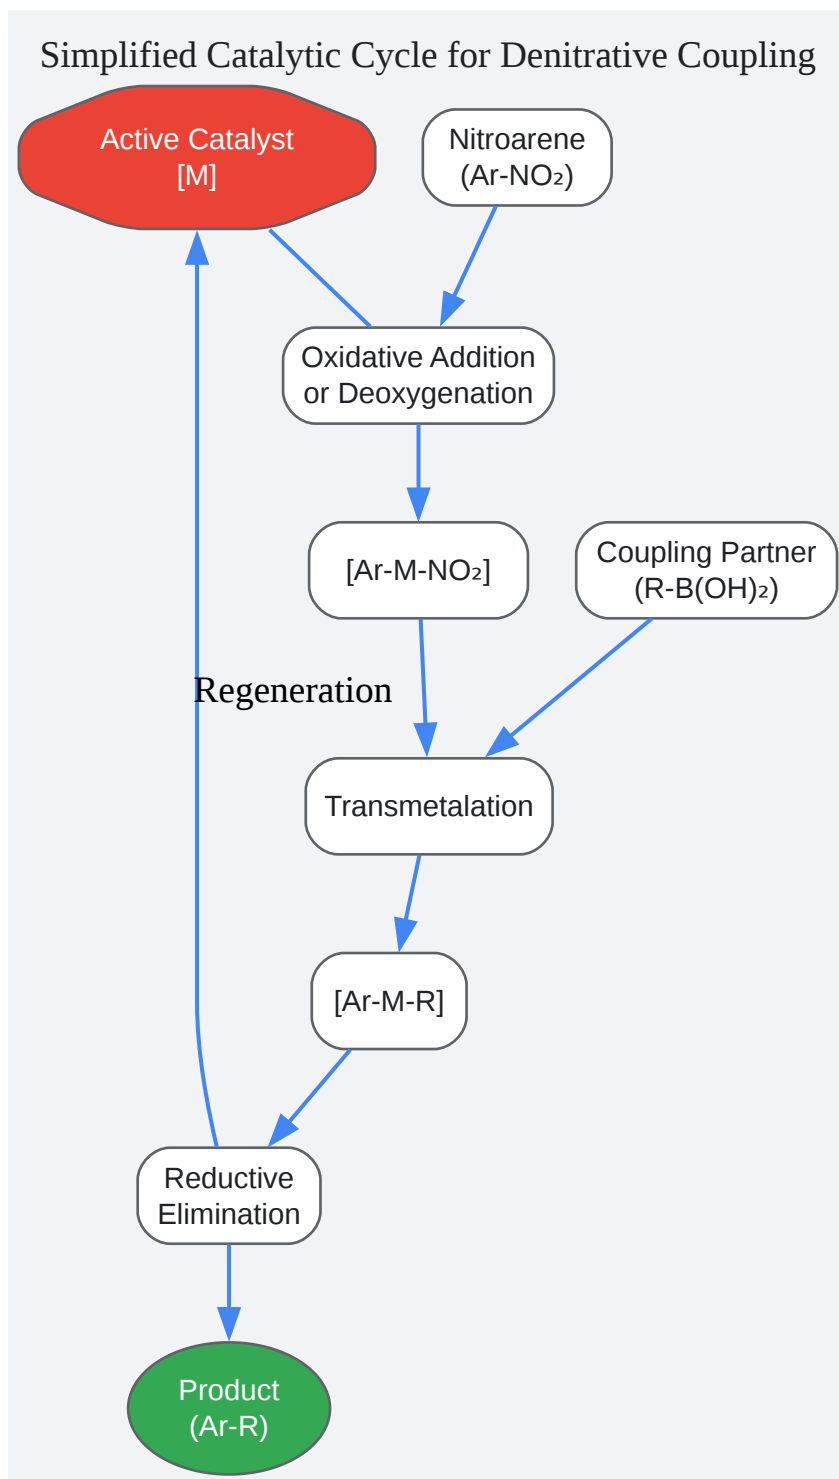 Simplified Catalytic Cycle for Denitrative Coupling
Active Catalyst
[M]
Nitroarene
(Ar-NO₂)
Oxidative Addition
or Deoxygenation
[Ar-M-NO₂]
Coupling Partner
(R-B(OH)₂)
Regeneration
Transmetalation
[Ar-M-R]
Reductive
Elimination
Product
(Ar-R)